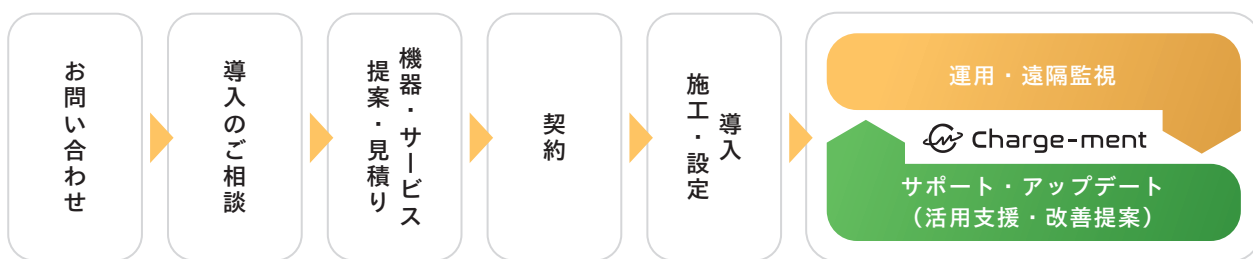 お問い合わせ
導入のご相談
機器・サービス
提案・見積り
契約
導入
施工・設定
運用・遠隔監視
Charge-ment
サポート・アップデート
（活用支援・改善提案）